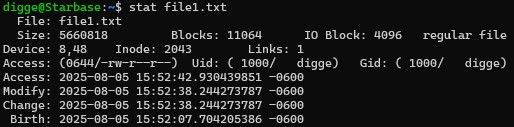 digge@Starbase:~$ stat file1.txt
  File: file1.txt
  Size: 5660818         Blocks: 11064      IO Block: 4096   regular file
Device: 8,48    Inode: 2043        Links: 1
Access: (0644/-rw-r--r--)  Uid: ( 1000/   digge)   Gid: ( 1000/   digge)
Access: 2025-08-05 15:52:42.930439851 -0600
Modify: 2025-08-05 15:52:38.244273787 -0600
Change: 2025-08-05 15:52:38.244273787 -0600
 Birth: 2025-08-05 15:52:07.704205386 -0600